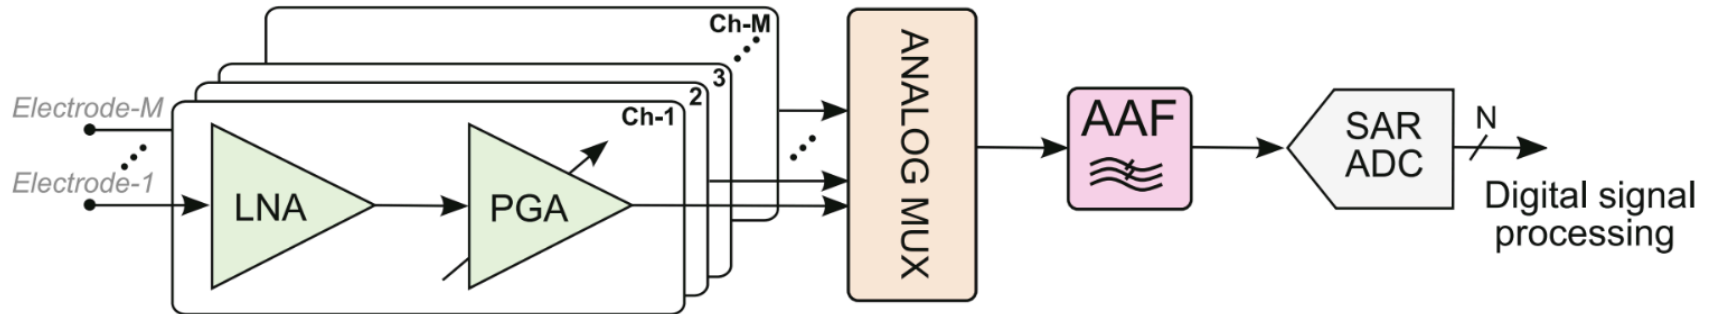 Ch-M
3
2
Ch-1
Electrode-M
Electrode-1
LNA
PGA
ANALOG MUX
AAF
SAR
ADC
N
Digital signal
processing